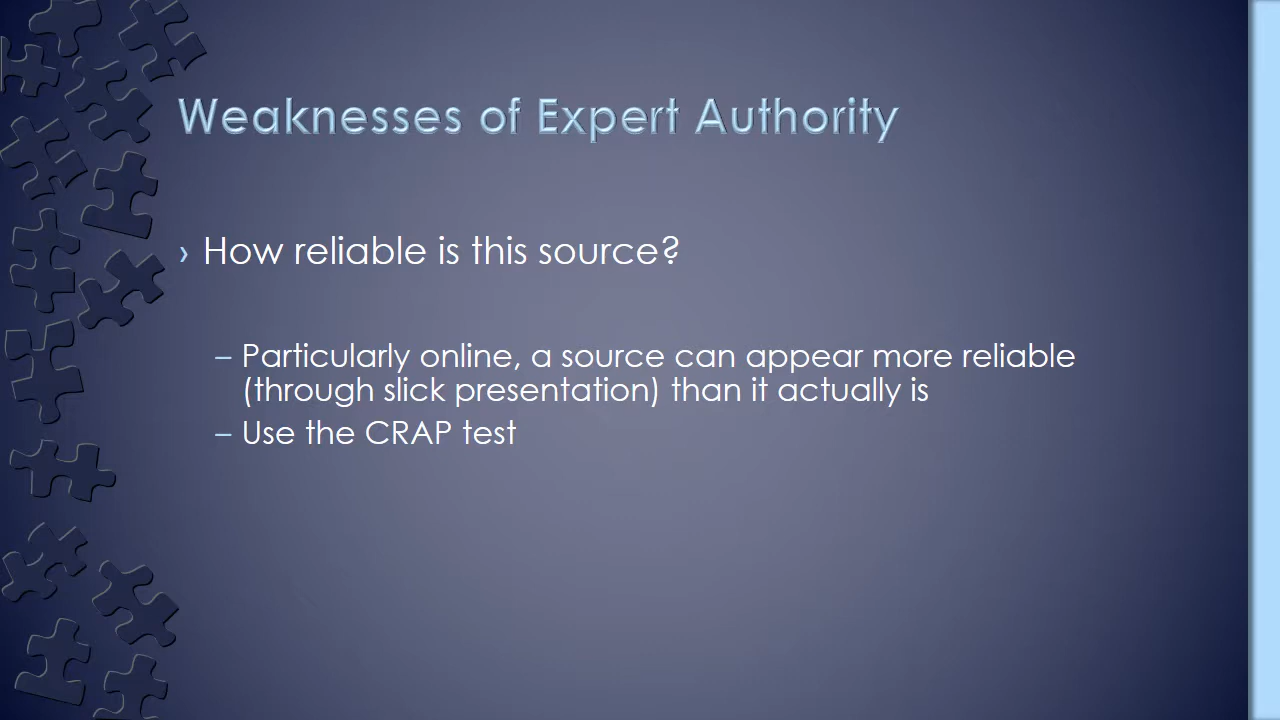 Weaknesses of Expert Authority
› How reliable is this source?
– Particularly online, a source can appear more reliable
(through slick presentation) than it actually is
– Use the CRAP test